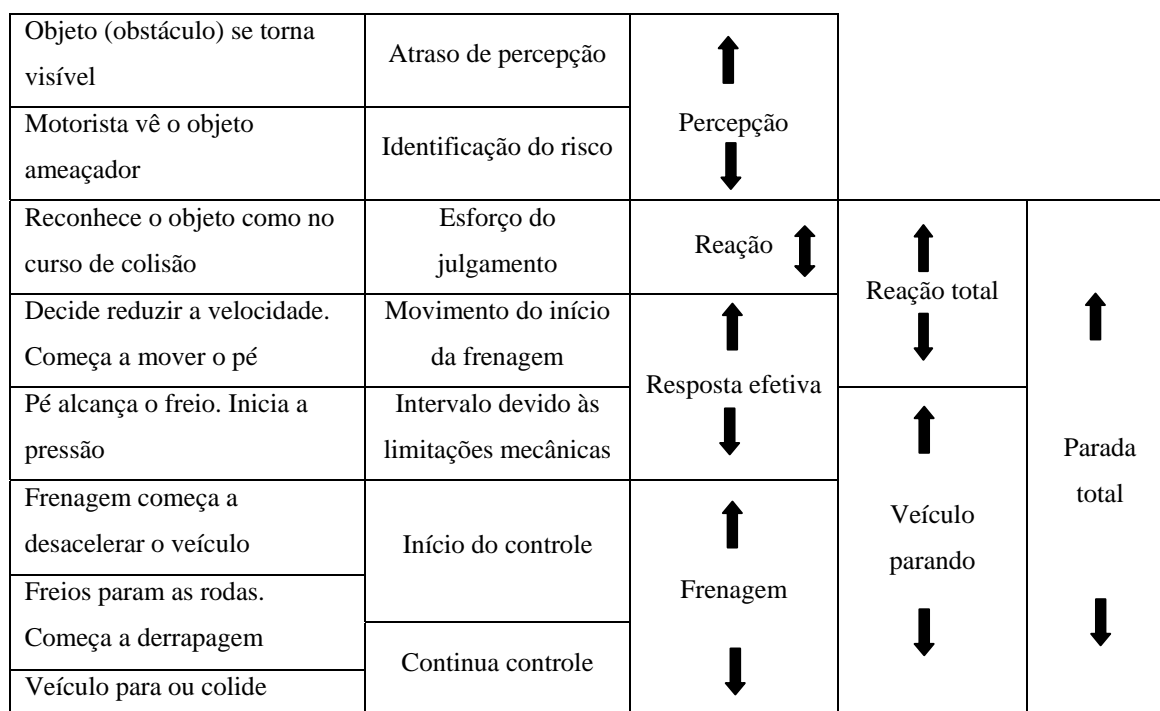 Objeto (obstáculo) se torna
visível
Atraso de percepção
Percepção
Motorista vê o objeto
ameaçador
Identificação do risco
Reconhece o objeto como no
curso de colisão
Esforço do
julgamento
Reação
Reação total
Parada
total
Decide reduzir a velocidade.
Começa a mover o pé
Movimento do início
da frenagem
Resposta efetiva
Pé alcança o freio. Inicia a
pressão
Intervalo devido às
limitações mecânicas
Veículo
parando
Frenagem começa a
desacelerar o veículo
Início do controle
Frenagem
Freios param as rodas.
Começa a derrapagem
Continua controle
Veículo para ou colide